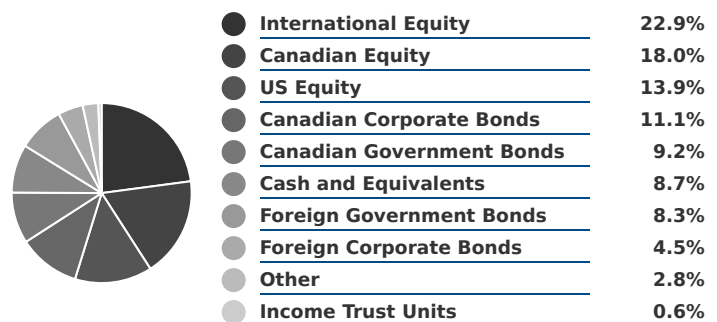 International Equity 22.9%
Canadian Equity 18.0%
US Equity 13.9%
Canadian Corporate Bonds 11.1%
Canadian Government Bonds 9.2%
Cash and Equivalents 8.7%
Foreign Government Bonds 8.3%
Foreign Corporate Bonds 4.5%
Other 2.8%
Income Trust Units 0.6%